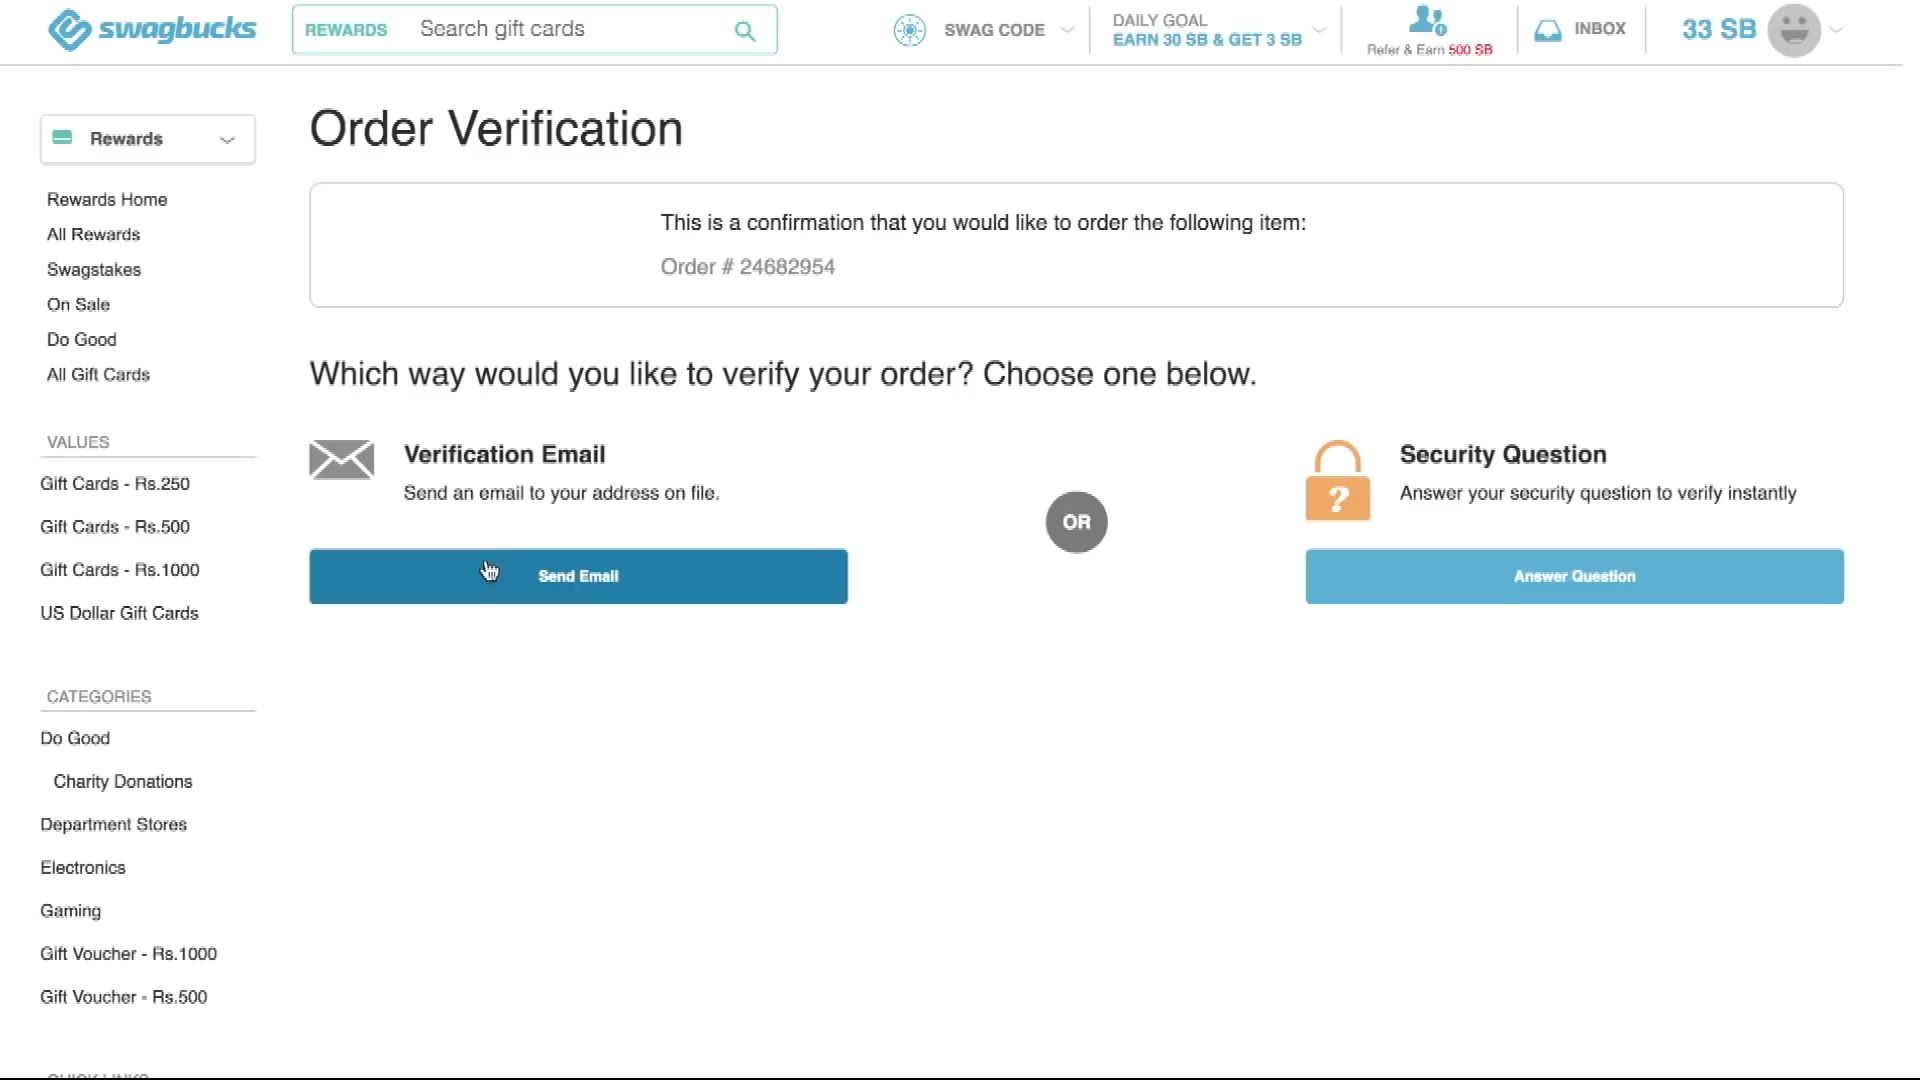 swagbucks
REWARDS Search gift cards
SWAG CODE
DAILY GOAL
EARN 30 SB & GET 3 SB
Refer & Earn 500 SB
INBOX
33 SB
Rewards
Rewards Home
All Rewards
Swagstakes
On Sale
Do Good
All Gift Cards
VALUES
Gift Cards - Rs.250
Gift Cards - Rs.500
Gift Cards - Rs.1000
US Dollar Gift Cards
CATEGORIES
Do Good
Charity Donations
Department Stores
Electronics
Gaming
Gift Voucher - Rs.1000
Gift Voucher - Rs.500
QUICK LINKS
Order Verification
This is a confirmation that you would like to order the following item:
Order # 24682954
Which way would you like to verify your order? Choose one below.
Verification Email
Send an email to your address on file.
Send Email
OR
?
Security Question
Answer your security question to verify instantly
Answer Question